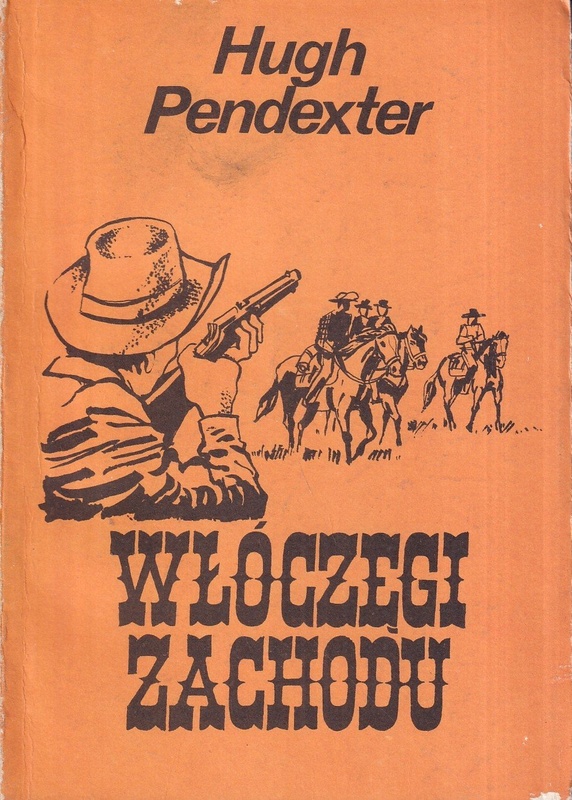 Hugh
Pendexter
WŁÓCZĘGI
ZACHODU